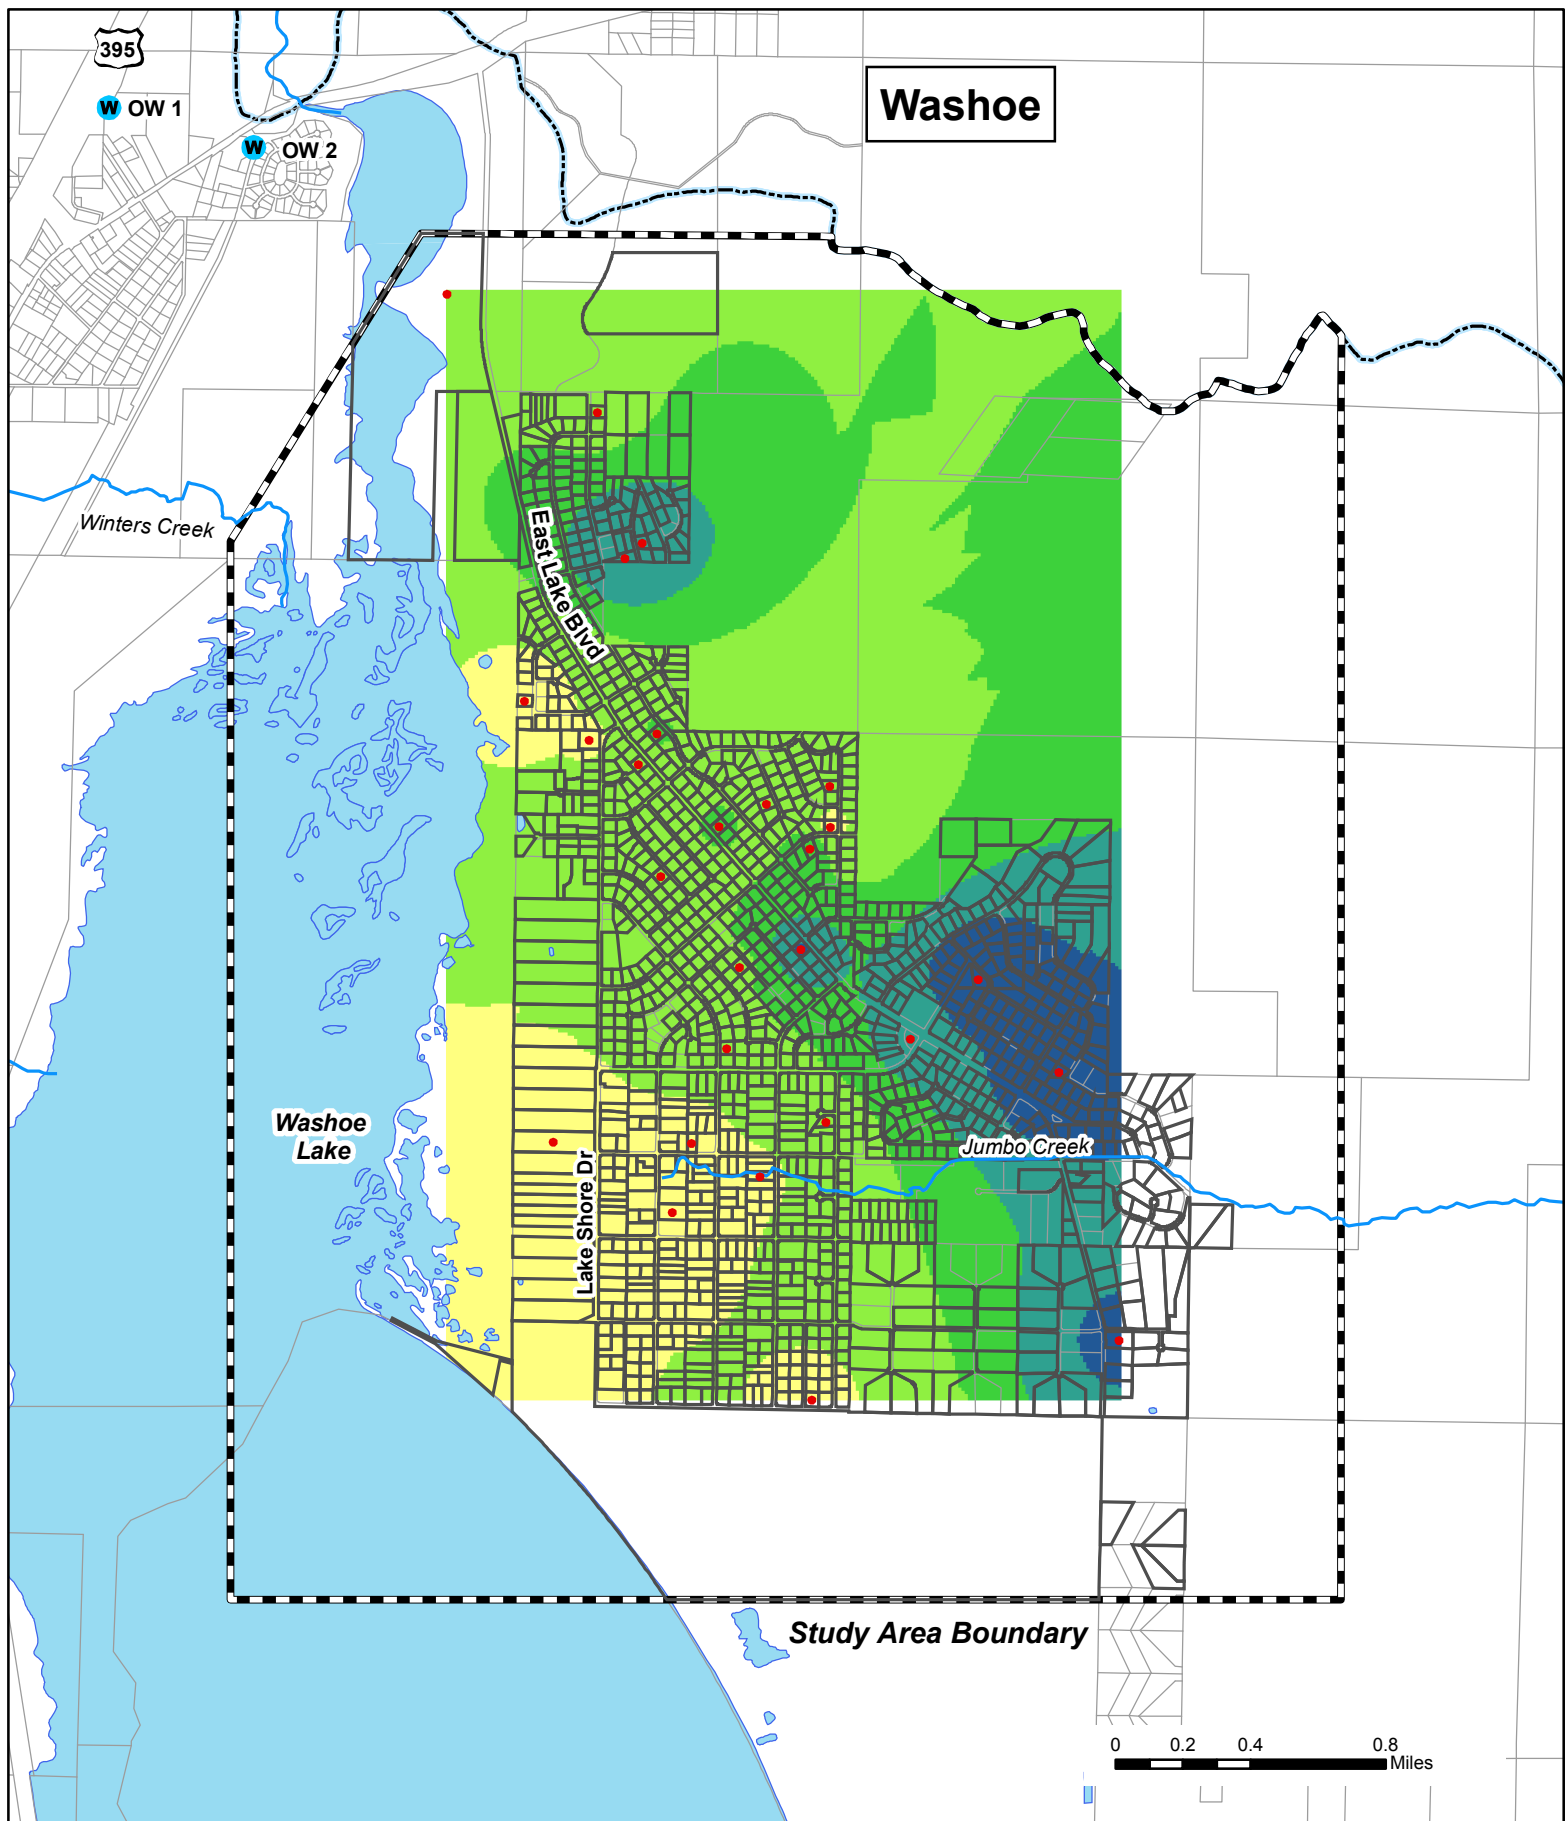 395
Washoe
W OW 1
W OW 2
Winters Creek
East Lake Blvd
Washoe
Lake
Lake Shore Dr
Jumbo Creek
Study Area Boundary
0 0.2 0.4 0.8
Miles